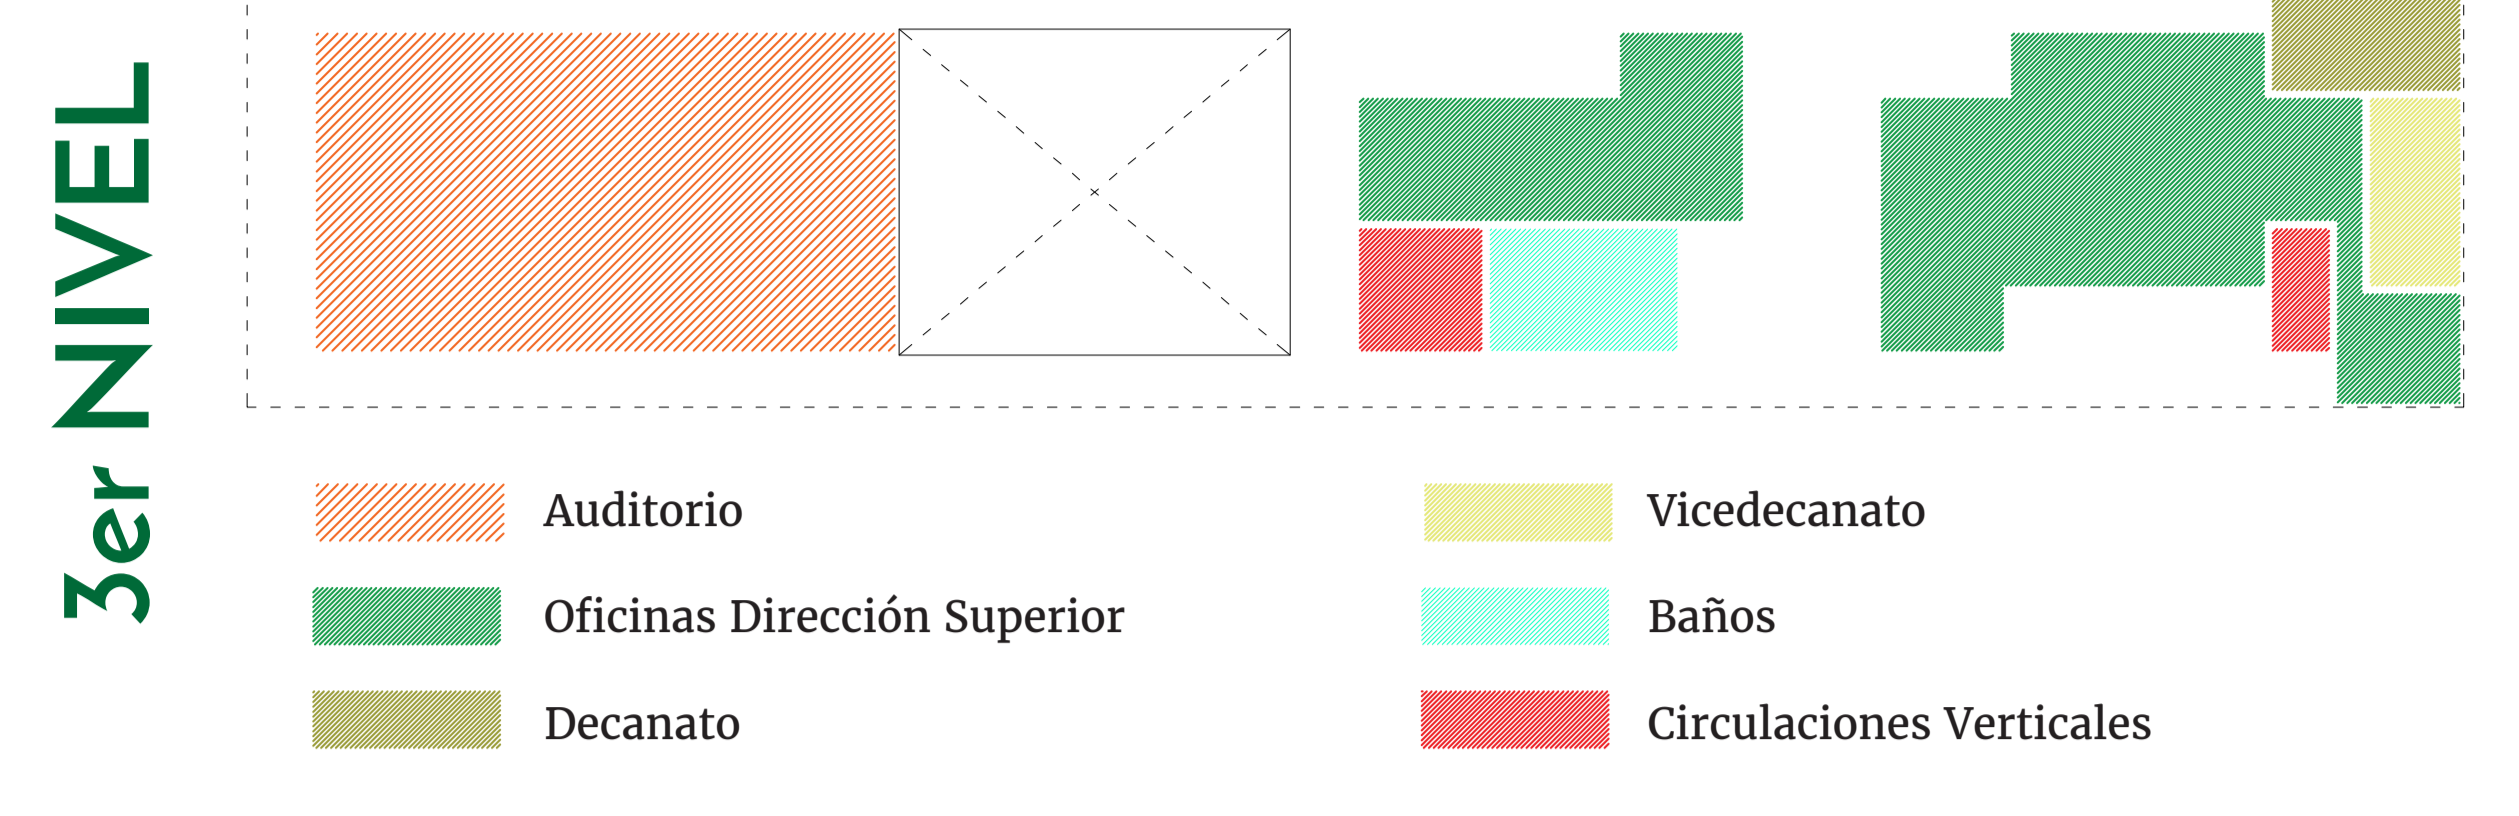 3er NIVEL
Auditorio
Oficinas Dirección Superior
Decanato
Vicedecanato
Baños
Circulaciones Verticales